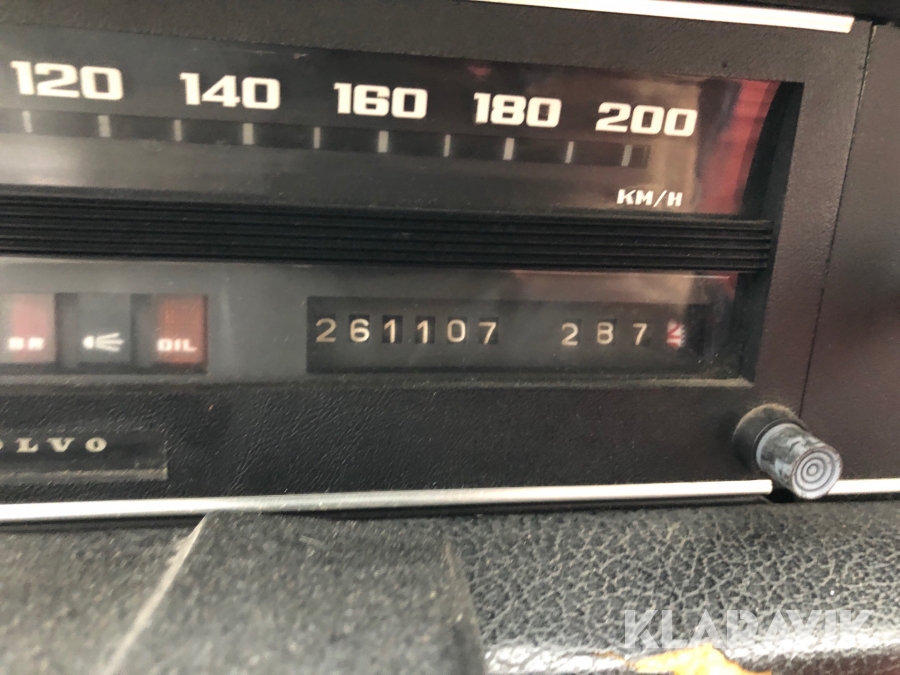 120 140 160 180 200
KM/H
OIL
261107 287
OLVO
KLARAVIK